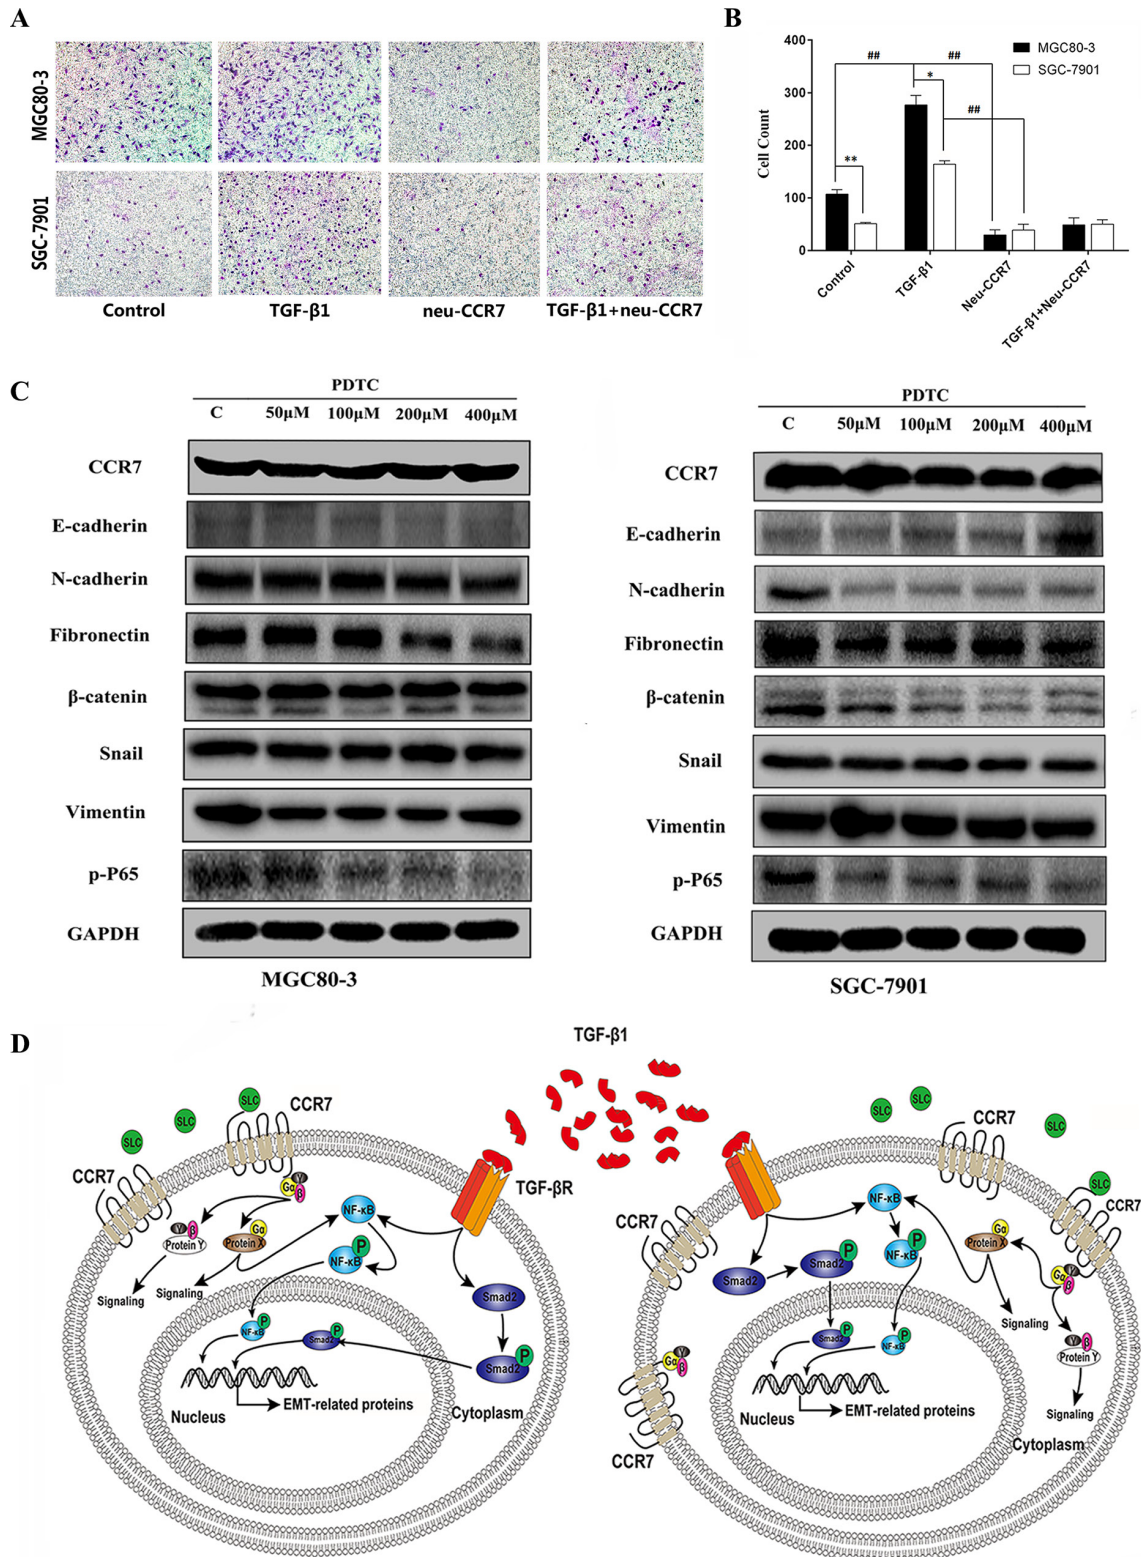 A
MGC80-3
SGC-7901
Control
TGF-β1
neu-CCR7
TGF-β1+neu-CCR7
B
MGC80-3
SGC-7901
Cell Count
400
300
200
100
0
##
##
*
##
**
Control
TGF-β1
Neu-CCR7
TGF-β1+Neu-CCR7
C
PDTC
C 50μM 100μM 200μM 400μM
CCR7
E-cadherin
N-cadherin
Fibronectin
β-catenin
Snail
Vimentin
p-P65
GAPDH
MGC80-3
PDTC
C 50μM 100μM 200μM 400μM
CCR7
E-cadherin
N-cadherin
Fibronectin
β-catenin
Snail
Vimentin
p-P65
GAPDH
SGC-7901
D
TGF-β1
SLC
SLC
SLC
CCR7
CCR7
TGF-βR
Gα
γ
β
γ
β
Protein Y
Gα
Protein X
NF-κB
NF-κB
P
Signaling
Signaling
Smad2
NF-κB
P
Smad2
P
Smad2
P
EMT-related proteins
Nucleus
Cytoplasm
SLC
SLC
SLC
SLC
CCR7
CCR7
CCR7
NF-κB
NF-κB
P
Gα
Protein X
Smad2
Smad2
P
Gα
γ
β
Signaling
Smad2
P
NF-κB
P
γ
β
Protein Y
Gα
γ
β
Signaling
EMT-related proteins
Nucleus
Cytoplasm
CCR7